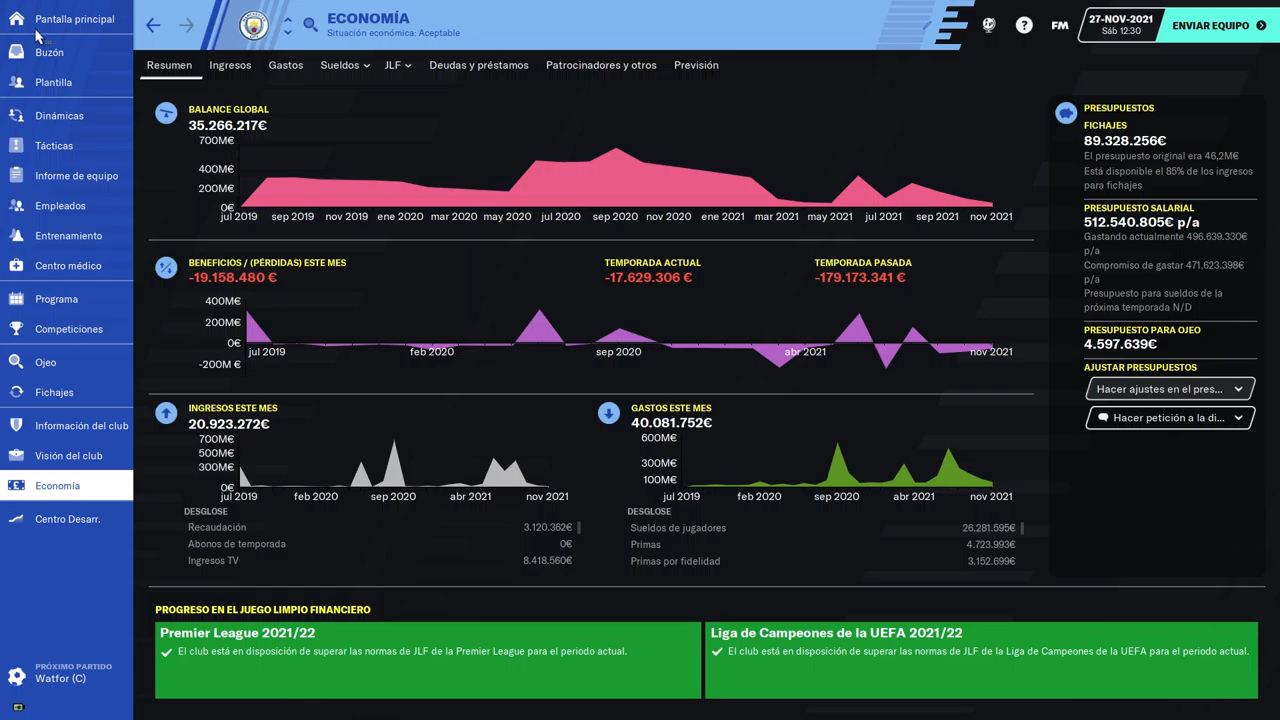 Pantalla principal
Buzón
Plantilla
Dinámicas
Tácticas
Informe de equipo
Empleados
Entrenamiento
Centro médico
Programa
Competiciones
Ojeo
Fichajes
Información del club
Visión del club
Economía
Centro Desarr.
PRÓXIMO PARTIDO
Watfor (C)
ECONOMÍA
Situación económica: Aceptable
?
FM
27-NOV-2021
Sáb 12:30
ENVIAR EQUIPO
Resumen Ingresos Gastos Sueldos JLF Deudas y préstamos Patrocinadores y otros Previsión
BALANCE GLOBAL
35.266.217€
700M€
400M€
200M€
0€
jul 2019 sep 2019 nov 2019 ene 2020 mar 2020 may 2020 jul 2020 sep 2020 nov 2020 ene 2021 mar 2021 may 2021 jul 2021 sep 2021 nov 2021
BENEFICIOS / (PÉRDIDAS) ESTE MES
-19.158.480 €
TEMPORADA ACTUAL
-17.629.306 €
TEMPORADA PASADA
-179.173.341 €
400M€
200M€
0€
-200M €
jul 2019 feb 2020 sep 2020 abr 2021 nov 2021
INGRESOS ESTE MES
20.923.272€
700M€
500M€
300M€
0€
jul 2019 feb 2020 sep 2020 abr 2021 nov 2021
DESGLOSE
Recaudación 3.120.362€
Abonos de temporada 0€
Ingresos TV 8.418.560€
GASTOS ESTE MES
40.081.752€
600M€
300M€
100M€
jul 2019 feb 2020 sep 2020 abr 2021 nov 2021
DESGLOSE
Sueldos de jugadores 26.281.595€
Primas 4.723.993€
Primas por fidelidad 3.152.699€
PRESUPUESTOS
FICHAJES
89.328.256€
El presupuesto original era 46,2M€
Está disponible el 85% de los ingresos
para fichajes
PRESUPUESTO SALARIAL
512.540.805€ p/a
Gastando actualmente 496.639.330€
p/a
Compromiso de gastar 471.623.398€
p/a
Presupuesto para sueldos de la
próxima temporada N/D
PRESUPUESTO PARA OJEO
4.597.639€
AJUSTAR PRESUPUESTOS
Hacer ajustes en el pres...
Hacer petición a la di...
PROGRESO EN EL JUEGO LIMPIO FINANCIERO
Premier League 2021/22
El club está en disposición de superar las normas de JLF de la Premier League para el periodo actual.
Liga de Campeones de la UEFA 2021/22
El club está en disposición de superar las normas de JLF de la Liga de Campeones de la UEFA para el periodo actual.